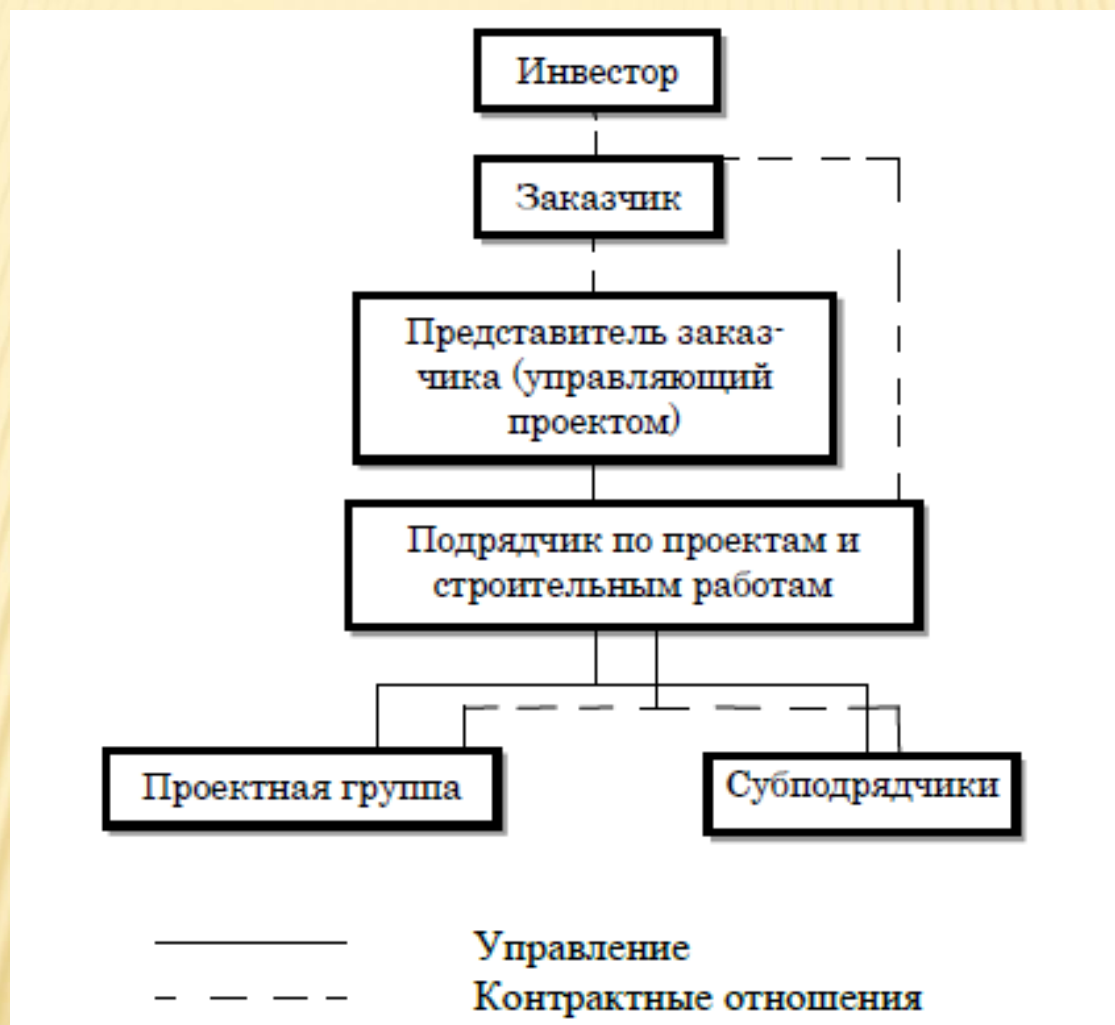 Инвестор
Заказчик
Представитель заказ-
чика (управляющий
проектом)
Подрядчик по проектам и
строительным работам
Проектная группа
Субподрядчики
Управление
Контрактные отношения